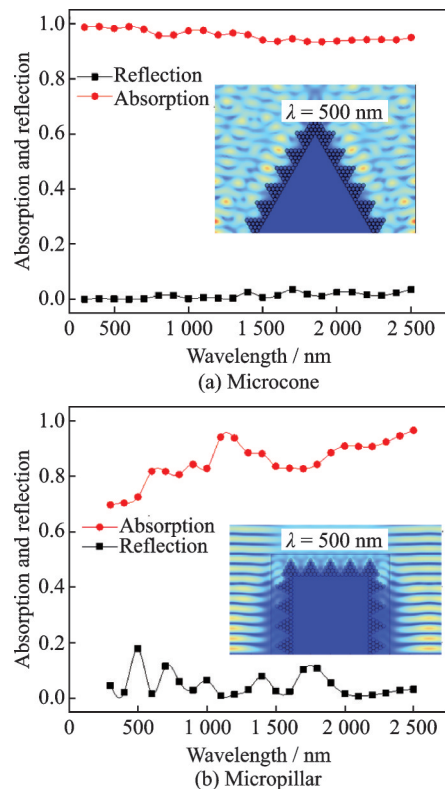 1.0
0.8
0.6
0.4
0.2
0.0
Absorption and reflection
Reflection
Absorption
λ = 500 nm
0 500 1 000 1 500 2 000 2 500
Wavelength / nm
(a) Microcone
1.0
0.8
0.6
0.4
0.2
0.0
Absorption and reflection
Absorption
Reflection
λ = 500 nm
0 500 1 000 1 500 2 000 2 500
Wavelength / nm
(b) Micropillar